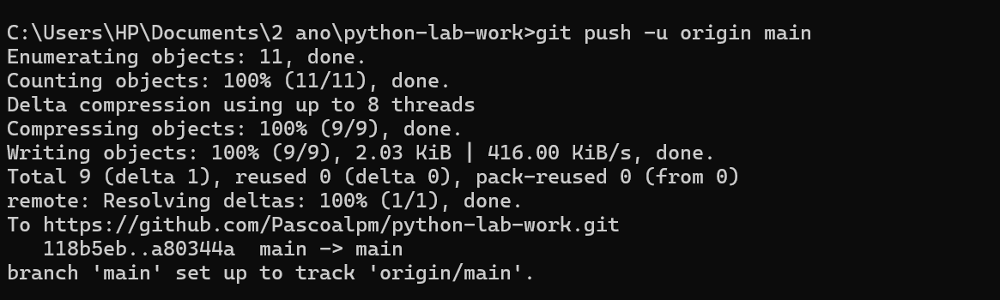 C:\Users\HP\Documents\2 ano\python-lab-work>git push -u origin main
Enumerating objects: 11, done.
Counting objects: 100% (11/11), done.
Delta compression using up to 8 threads
Compressing objects: 100% (9/9), done.
Writing objects: 100% (9/9), 2.03 KiB | 416.00 KiB/s, done.
Total 9 (delta 1), reused 0 (delta 0), pack-reused 0 (from 0)
remote: Resolving deltas: 100% (1/1), done.
To https://github.com/Pascoalpm/python-lab-work.git
   118b5eb..a80344a  main -> main
branch 'main' set up to track 'origin/main'.